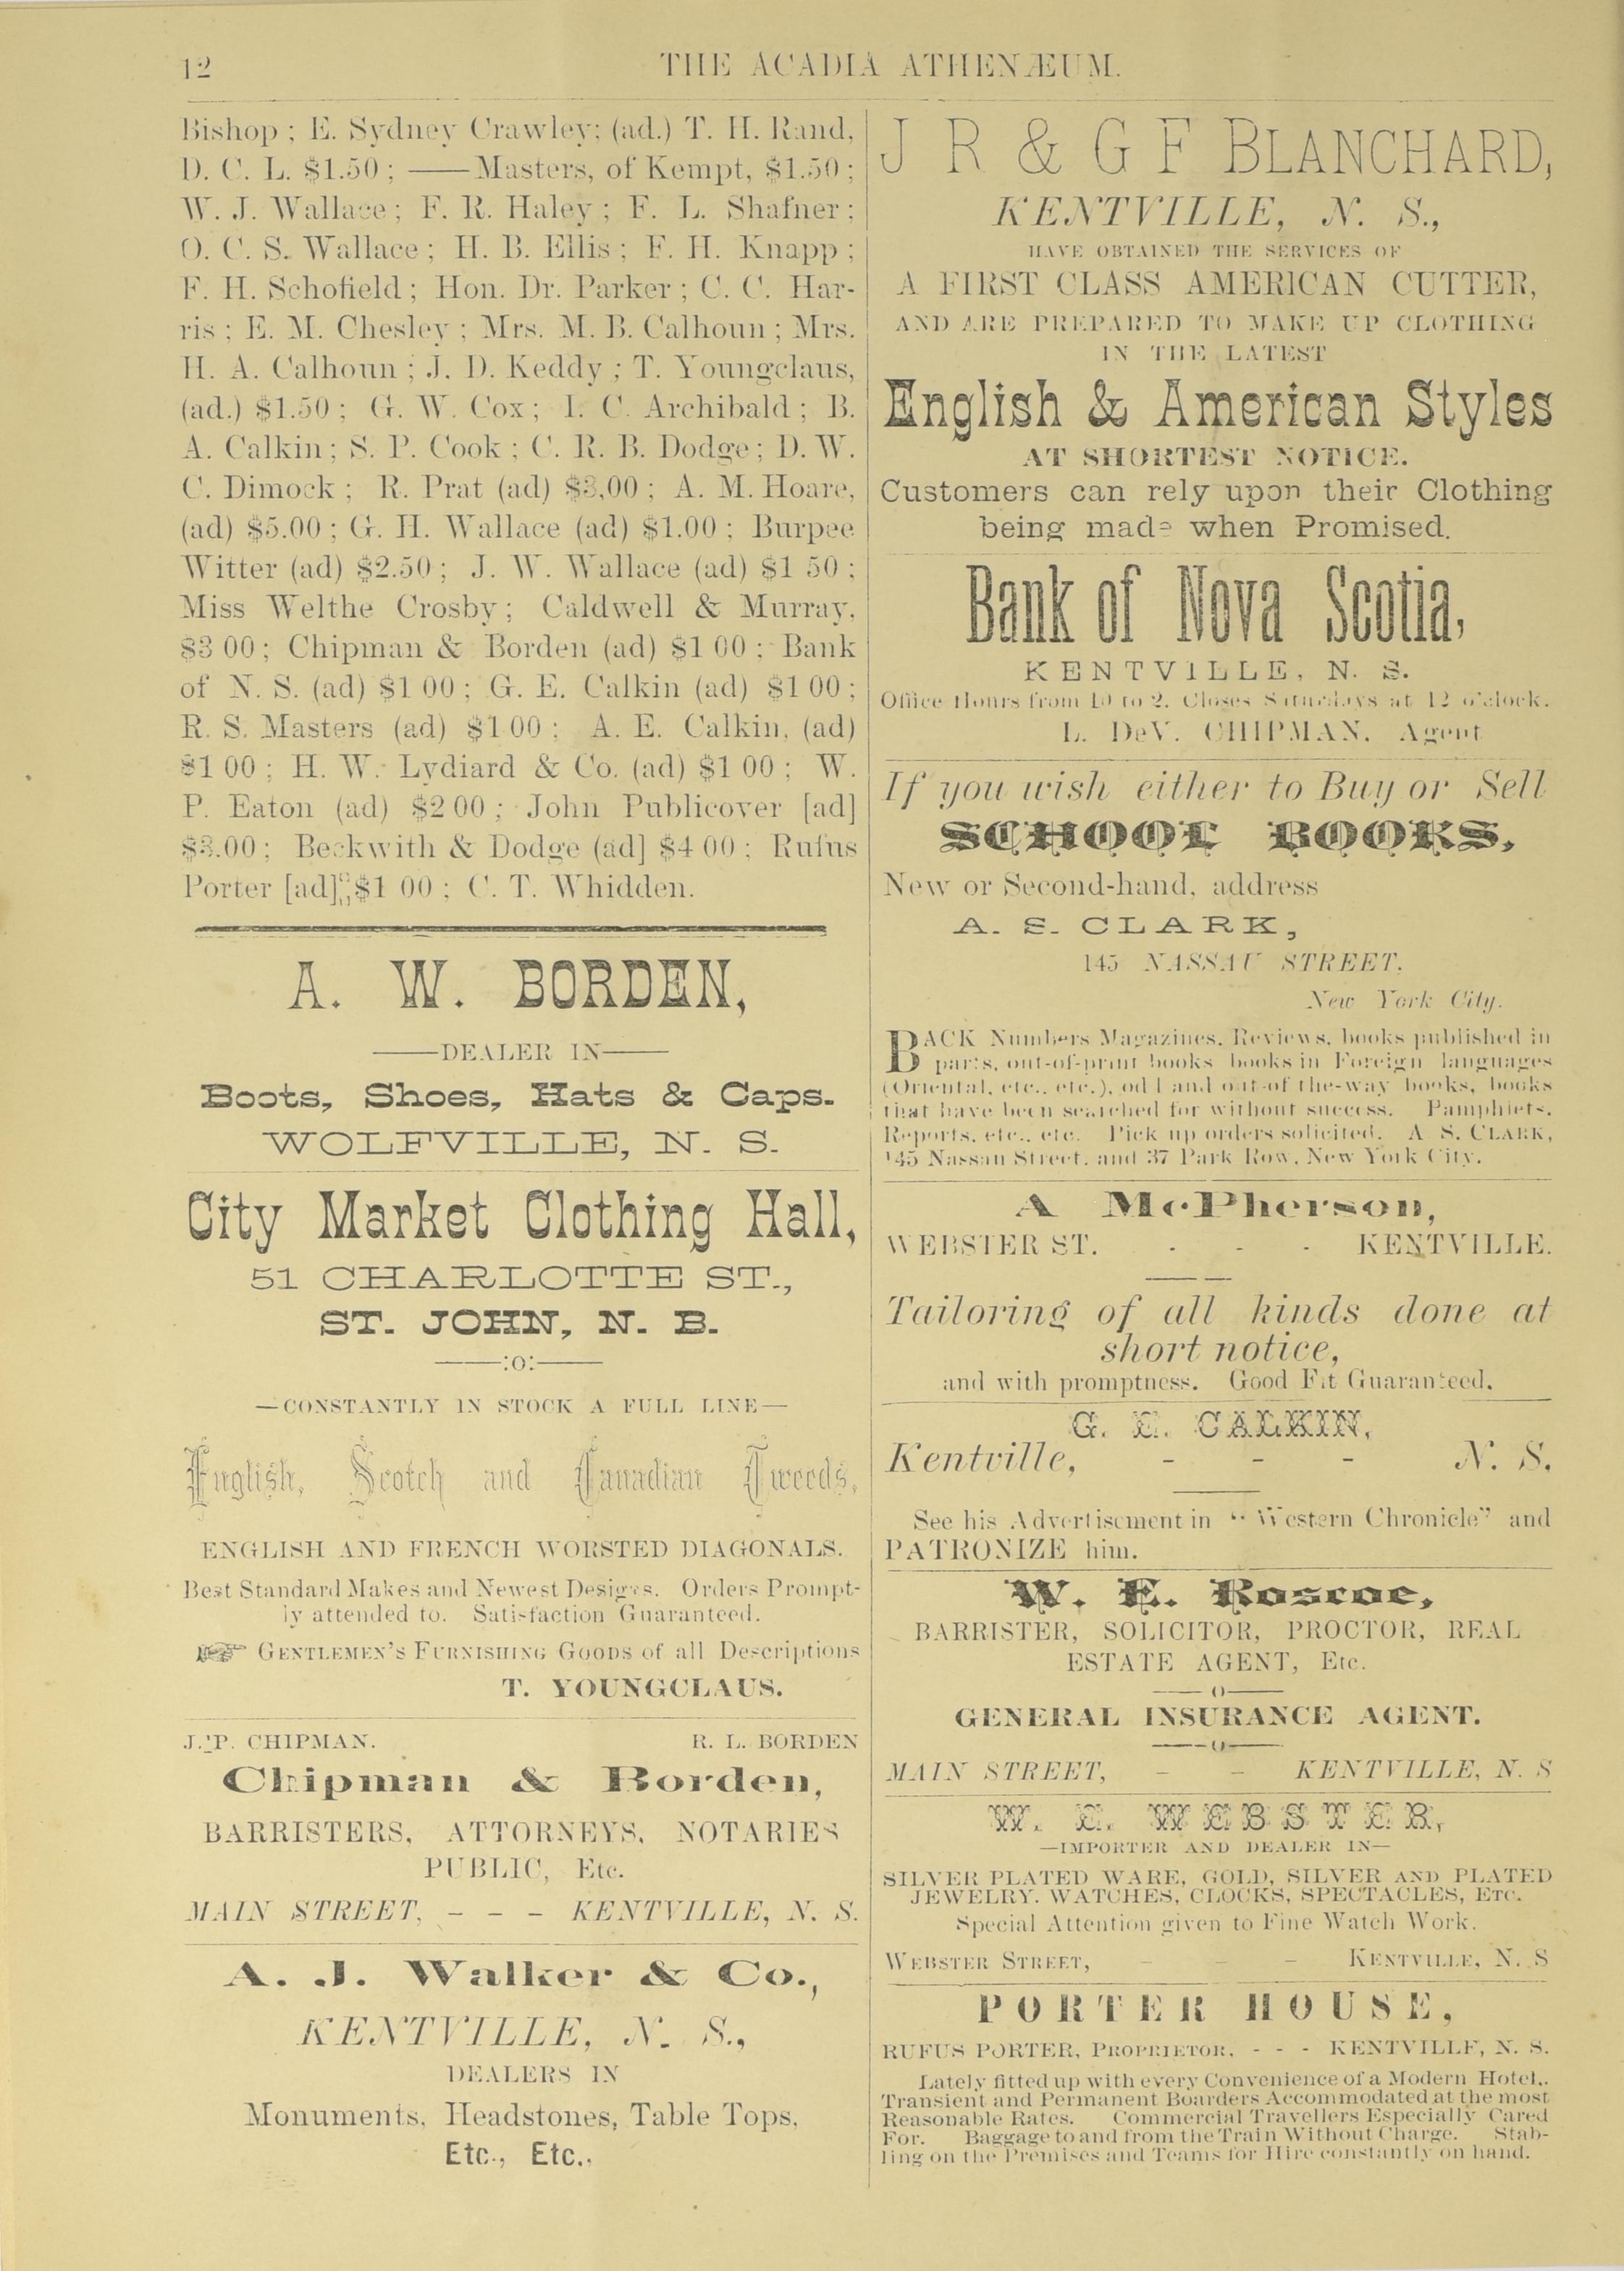 12
THE ACADIA ATHENÆUM.
Bishop ; E. Sydney Crawley; (ad.) T. H. Rand,
D. C. L. $1.50 ; ——Masters, of Kempt, $1.50 ;
W. J. Wallace ; F. R. Haley ; F. L. Shafner ;
O. C. S. Wallace ; H. B. Ellis ; F. H. Knapp ;
F. H. Schofield ; Hon. Dr. Parker ; C. C. Har-
ris ; E. M. Chesley ; Mrs. M. B. Calhoun ; Mrs.
H. A. Calhoun ; J. D. Keddy ; T. Youngclaus,
(ad.) $1.50 ; G. W. Cox ; I. C. Archibald ; B.
A. Calkin ; S. P. Cook ; C. R. B. Dodge ; D. W.
C. Dimock ; R. Prat (ad) $3,00 ; A. M. Hoare,
(ad) $5.00 ; G. H. Wallace (ad) $1.00 ; Burpee
Witter (ad) $2.50 ; J. W. Wallace (ad) $1 50 ;
Miss Welthe Crosby ; Caldwell & Murray,
$3 00 ; Chipman & Borden (ad) $1 00 ; Bank
of N. S. (ad) $1 00 ; G. E. Calkin (ad) $1 00 ;
R. S. Masters (ad) $1 00 ; A. E. Calkin, (ad)
$1 00 ; H. W. Lydiard & Co. (ad) $1 00 ; W.
P. Eaton (ad) $2 00 ; John Publicover [ad]
$3.00 ; Beckwith & Dodge (ad] $4 00 ; Rufus
Porter [ad] $1 00 ; C. T. Whidden.
A. W. BORDEN,
——DEALER IN——
Boots, Shoes, Hats & Caps.
WOLFVILLE, N. S.
City Market Clothing Hall,
51 CHARLOTTE ST.,
ST. JOHN, N. B.
——:o:——
—CONSTANTLY IN STOCK A FULL LINE—
English, Scotch and Canadian Tweeds,
ENGLISH AND FRENCH WORSTED DIAGONALS.
Best Standard Makes and Newest Designs. Orders Prompt-
ly attended to. Satisfaction Guaranteed.
☞ GENTLEMEN'S FURNISHING GOODS of all Descriptions
T. YOUNGCLAUS.
J. P. CHIPMAN. R. L. BORDEN
Chipman & Borden,
BARRISTERS, ATTORNEYS, NOTARIES
PUBLIC, Etc.
MAIN STREET, - - - KENTVILLE, N. S.
A. J. Walker & Co.,
KENTVILLE, N. S.,
DEALERS IN
Monuments, Headstones, Table Tops,
Etc., Etc.,
J R & G F BLANCHARD,
KENTVILLE, N. S.,
HAVE OBTAINED THE SERVICES OF
A FIRST CLASS AMERICAN CUTTER,
AND ARE PREPARED TO MAKE UP CLOTHING
IN THE LATEST
English & American Styles
AT SHORTEST NOTICE.
Customers can rely upon their Clothing
being made when Promised.
Bank of Nova Scotia,
KENTVILLE, N. S.
Office Hours from 10 to 2. Closes Saturdays at 12 o'clock.
L. DeV. CHIPMAN, Agent
If you wish either to Buy or Sell
SCHOOL BOOKS,
New or Second-hand, address
A. S. CLARK,
145 NASSAU STREET,
New York City.
BACK Numbers Magazines, Reviews, books published in
parts, out-of-print books books in Foreign languages
(Oriental, etc., etc.), odd and out-of the-way books, books
that have been searched for without success. Pamphlets,
Reports, etc., etc. Pick up orders solicited. A S. CLARK,
145 Nassau Street, and 37 Park Row, New York City.
A McPherson,
WEBSTER ST. - - - KENTVILLE.
Tailoring of all kinds done at
short notice,
and with promptness. Good Fit Guaranteed.
G. E. CALKIN,
Kentville, - - - N. S.
See his Advertisement in "Western Chronicle" and
PATRONIZE him.
W. E. Roscoe,
BARRISTER, SOLICITOR, PROCTOR, REAL
ESTATE AGENT, Etc.
——o——
GENERAL INSURANCE AGENT.
——o——
MAIN STREET, - - KENTVILLE, N. S
W. E. WEBSTER,
—IMPORTER AND DEALER IN—
SILVER PLATED WARE, GOLD, SILVER AND PLATED
JEWELRY. WATCHES, CLOCKS, SPECTACLES, ETC.
Special Attention given to Fine Watch Work.
WEBSTER STREET, - - - KENTVILLE, N. S
PORTER HOUSE,
RUFUS PORTER, PROPRIETOR, - - - KENTVILLE, N. S.
Lately fitted up with every Convenience of a Modern Hotel,.
Transient and Permanent Boarders Accommodated at the most
Reasonable Rates. Commercial Travellers Especially Cared
For. Baggage to and from the Train Without Charge. Stab-
ling on the Premises and Teams for Hire constantly on hand.